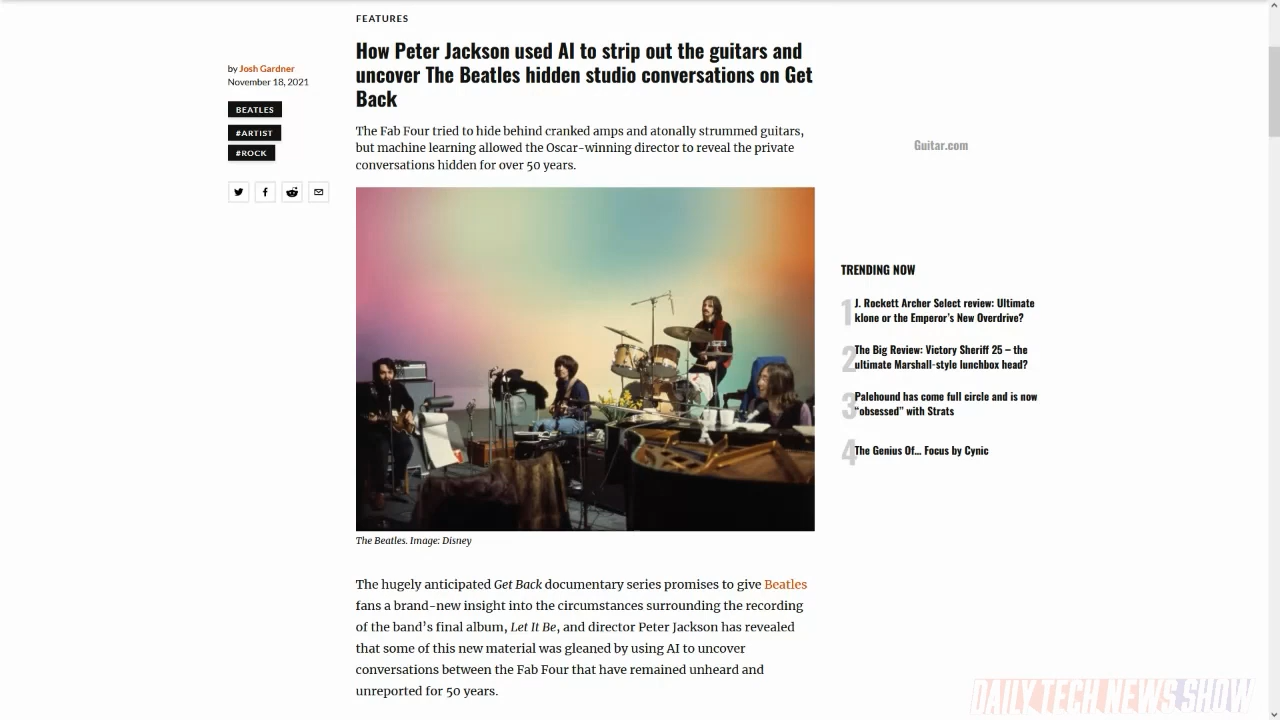 FEATURES
How Peter Jackson used AI to strip out the guitars and
uncover The Beatles hidden studio conversations on Get
Back
by Josh Gardner
November 18, 2021
BEATLES
#ARTIST
#ROCK
The Fab Four tried to hide behind cranked amps and atonally strummed guitars,
but machine learning allowed the Oscar-winning director to reveal the private
conversations hidden for over 50 years.
Guitar.com
TRENDING NOW
1
J. Rockett Archer Select review: Ultimate
klone or the Emperor's New Overdrive?
2
The Big Review: Victory Sheriff 25 – the
ultimate Marshall-style lunchbox head?
3
Palehound has come full circle and is now
“obsessed” with Strats
4
The Genius Of... Focus by Cynic
The Beatles. Image: Disney
The hugely anticipated Get Back documentary series promises to give Beatles
fans a brand-new insight into the circumstances surrounding the recording
of the band's final album, Let It Be, and director Peter Jackson has revealed
that some of this new material was gleaned by using AI to uncover
conversations between the Fab Four that have remained unheard and
unreported for 50 years.
DAILY TECH NEWS SHOW